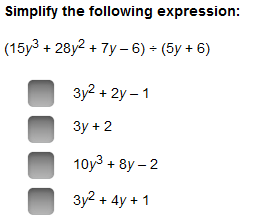 Simplify the following expression:
(15y³ + 28y² + 7y – 6) ÷ (5y + 6)
3y² + 2y – 1
3y + 2
10y³ + 8y – 2
3y² + 4y + 1